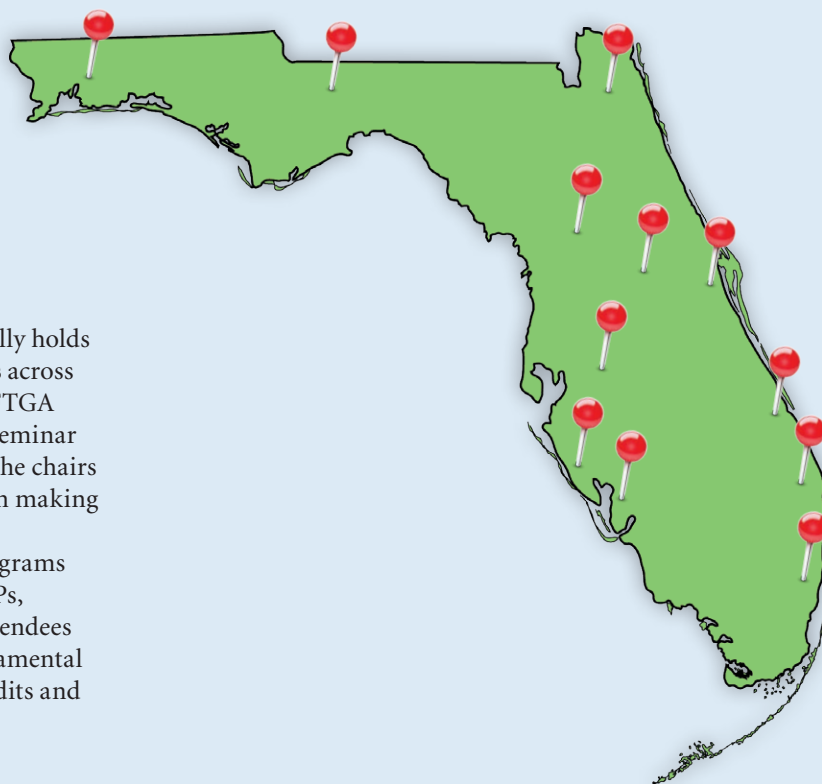 lly holds
s across
TGA
eminar
he chairs
n making
grams
Ps,
endees
amental
dits and